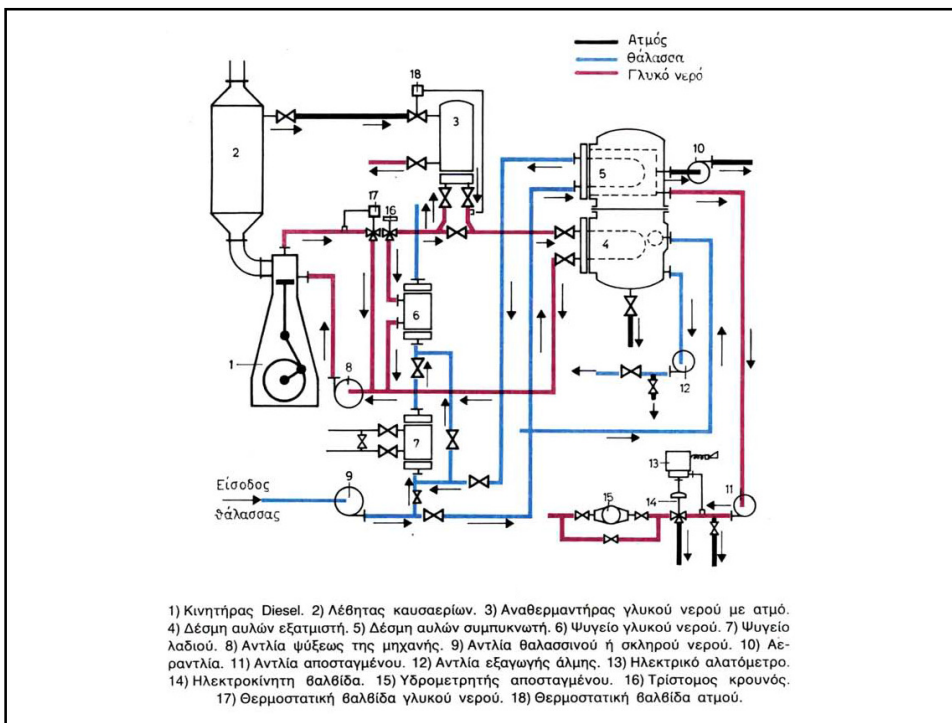 Ατμός
θάλασσα
Γλυκό νερό
18
3
2
17
16
5
10
4
6
1
8
12
7
9
13
14
15
11
Είσοδος
θάλασσας
1) Κινητήρας Diesel. 2) Λέβητας καυσαερίων. 3) Αναθερμαντήρας γλυκού νερού με ατμό.
4) Δέσμη αυλών εξατμιστή. 5) Δέσμη αυλών συμπυκνωτή. 6) Ψυγείο γλυκού νερού. 7) Ψυγείο
λαδιού. 8) Αντλία ψύξεως της μηχανής. 9) Αντλία θαλασσινού ή σκληρού νερού. 10) Αε-
ραντλία. 11) Αντλία αποσταγμένου. 12) Αντλία εξαγωγής άλμης. 13) Ηλεκτρικό αλατόμετρο.
14) Ηλεκτροκίνητη βαλβίδα. 15) Υδρομετρητής αποσταγμένου. 16) Τρίστομος κρουνός.
17) Θερμοστατική βαλβίδα γλυκού νερού. 18) Θερμοστατική βαλβίδα ατμού.